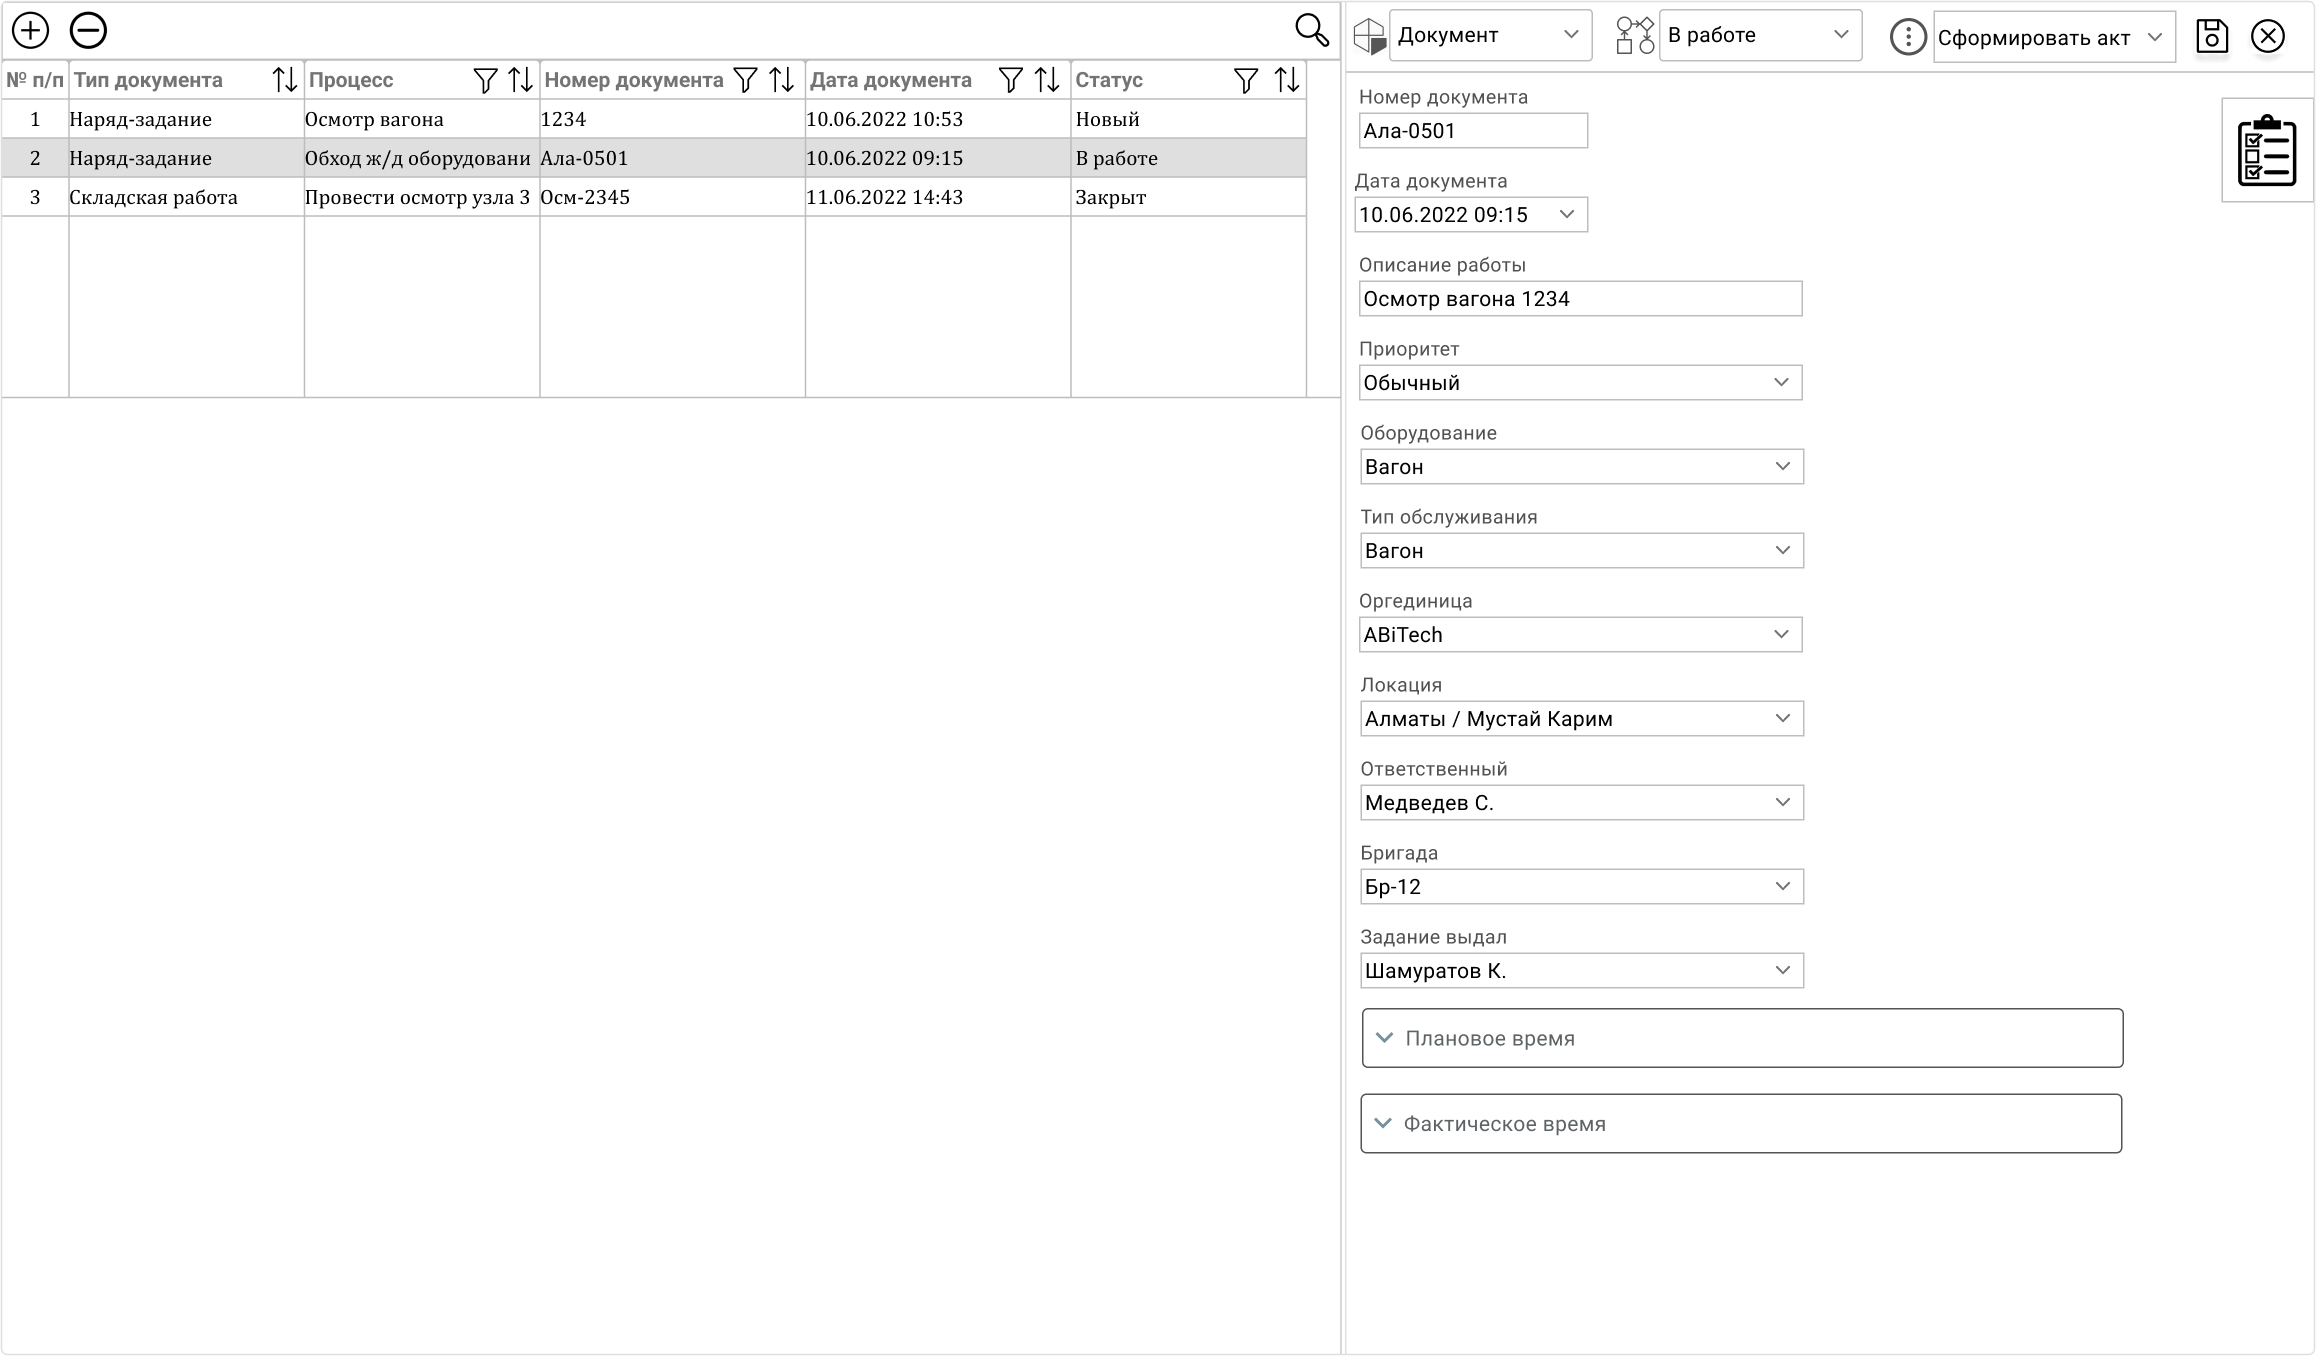 № п/п Тип документа Процесс Номер документа Дата документа Статус
1 Наряд-задание Осмотр вагона 1234 10.06.2022 10:53 Новый
2 Наряд-задание Обход ж/д оборудовани Ала-0501 10.06.2022 09:15 В работе
3 Складская работа Провести осмотр узла 3 Осм-2345 11.06.2022 14:43 Закрыт
Документ В работе Сформировать акт
Номер документа
Ала-0501
Дата документа
10.06.2022 09:15
Описание работы
Осмотр вагона 1234
Приоритет
Обычный
Оборудование
Вагон
Тип обслуживания
Вагон
Оргединица
ABiTech
Локация
Алматы / Мустай Карим
Ответственный
Медведев С.
Бригада
Бр-12
Задание выдал
Шамуратов К.
Плановое время
Фактическое время